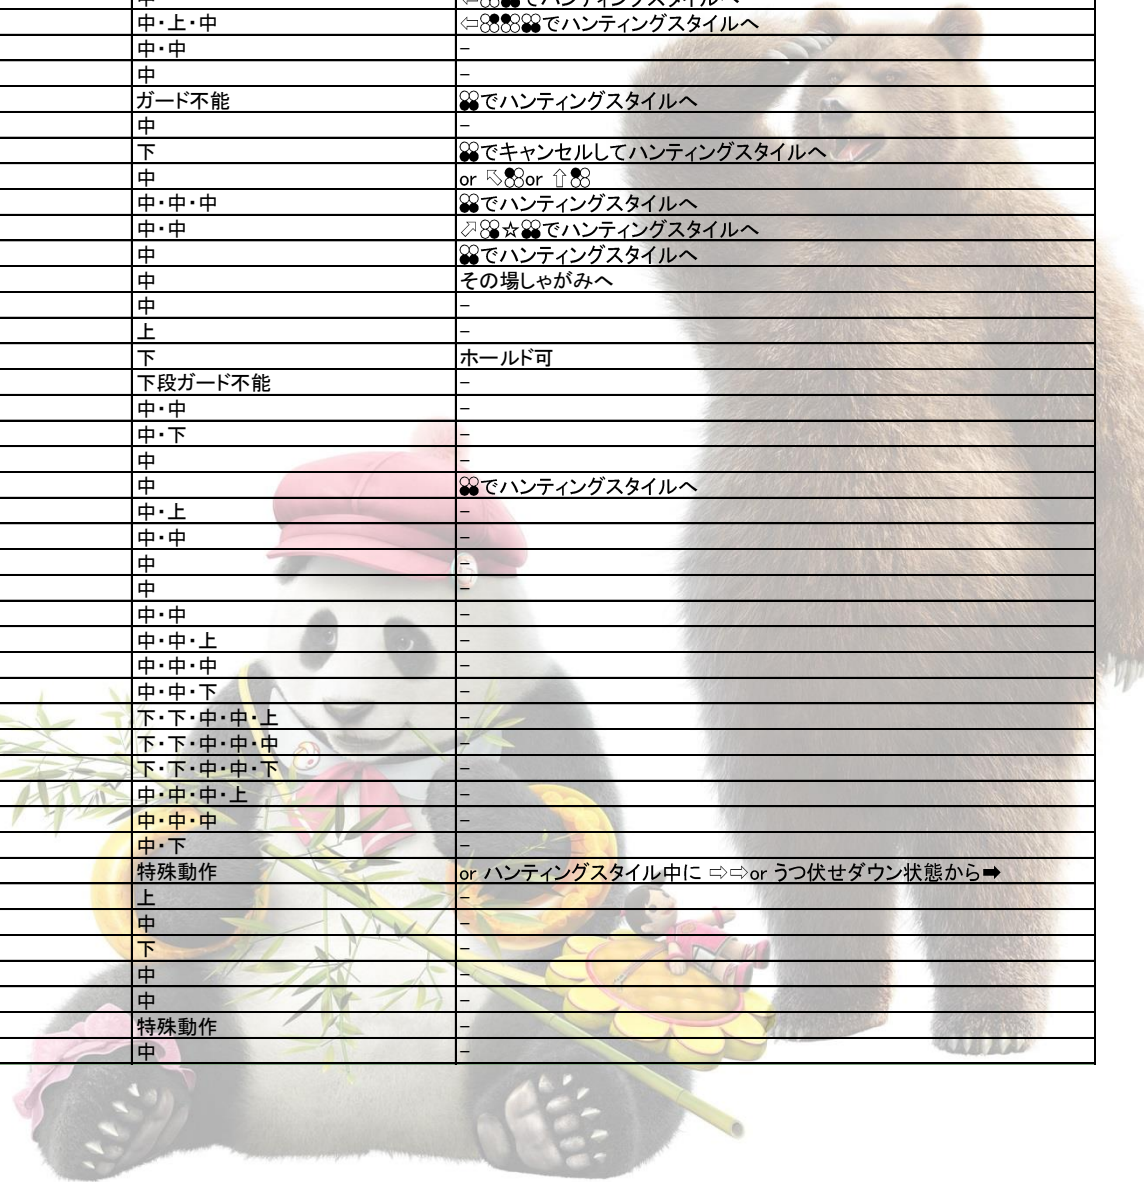 中・上・中 ⇦でハンティングスタイルへ
中・中 −
中 −
ガード不能 でハンティングスタイルへ
中 −
下 でキャンセルしてハンティングスタイルへ
中 or ⇖or ⇧
中・中・中 でハンティングスタイルへ
中・中 ⇗☆でハンティングスタイルへ
中 でハンティングスタイルへ
中 その場しゃがみへ
中 −
上 −
下 ホールド可
下段ガード不能 −
中・中 −
中・下 −
中 −
中 でハンティングスタイルへ
中・上 −
中・中 −
中 −
中 −
中・中 −
中・中・上 −
中・中・中 −
中・中・下 −
下・下・中・中・上 −
下・下・中・中・中 −
下・下・中・中・下 −
中・中・中・上 −
中・中・中 −
中・下 −
特殊動作 or ハンティングスタイル中に ⇨⇨or うつ伏せダウン状態から➡
上 −
中 −
下 −
中 −
中 −
特殊動作 −
中 −